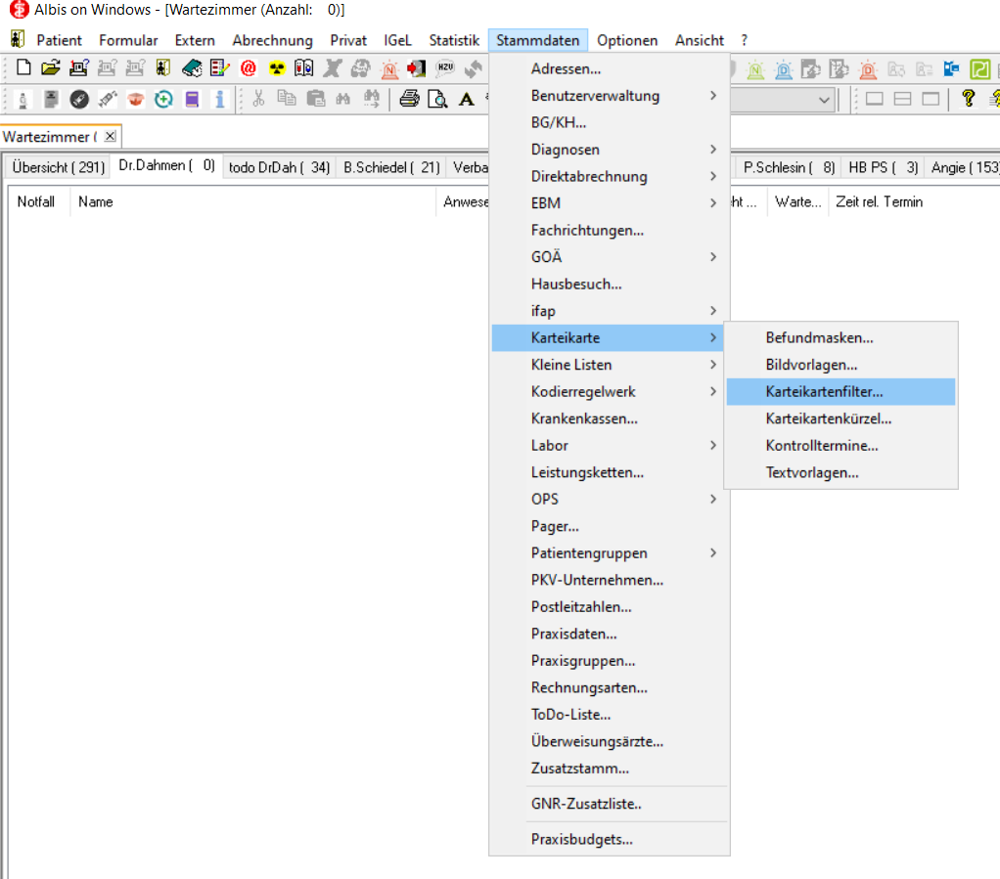 Albis on Windows - [Wartezimmer (Anzahl: 0)]
Patient Formular Extern Abrechnung Privat IGeL Statistik Stammdaten Optionen Ansicht ?
HZV
Wartezimmer (
Übersicht ( 291) Dr.Dahmen ( 0) todo DrDah ( 34) B.Schiedel ( 21) Verba P.Schlesin ( 8) HB PS ( 3) Angie ( 153)
Notfall Name Anwese ht ... Warte... Zeit rel. Termin
Adressen...
Benutzerverwaltung
BG/KH...
Diagnosen
Direktabrechnung
EBM
Fachrichtungen...
GOÄ
Hausbesuch...
ifap
Karteikarte
Kleine Listen
Kodierregelwerk
Krankenkassen...
Labor
Leistungsketten...
OPS
Pager...
Patientengruppen
PKV-Unternehmen...
Postleitzahlen...
Praxisdaten...
Praxisgruppen...
Rechnungsarten...
ToDo-Liste...
Überweisungsärzte...
Zusatzstamm...
GNR-Zusatzliste..
Praxisbudgets...
Befundmasken...
Bildvorlagen...
Karteikartenfilter...
Karteikartenkürzel...
Kontrolltermine...
Textvorlagen...